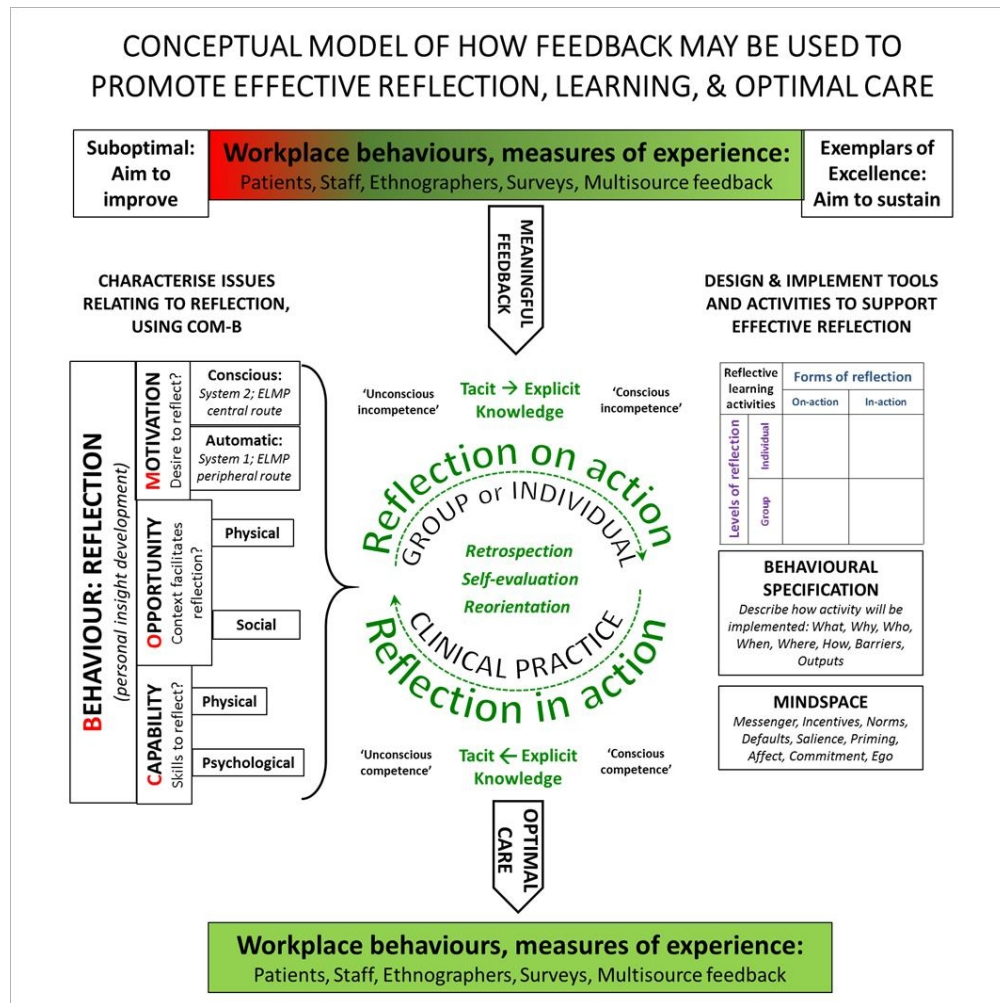 CONCEPTUAL MODEL OF HOW FEEDBACK MAY BE USED TO
PROMOTE EFFECTIVE REFLECTION, LEARNING, & OPTIMAL CARE
Suboptimal:
Aim to
improve
Workplace behaviours, measures of experience:
Patients, Staff, Ethnographers, Surveys, Multisource feedback
Exemplars of
Excellence:
Aim to sustain
MEANINGFUL
FEEDBACK
CHARACTERISE ISSUES
RELATING TO REFLECTION,
USING COM-B
BEHAVIOUR: REFLECTION
(personal insight development)
MOTIVATION
Desire to reflect?
Conscious:
System 2; ELMP
central route
Automatic:
System 1; ELMP
peripheral route
OPPORTUNITY
Context facilitates
reflection?
Physical
Social
CAPABILITY
Skills to reflect?
Physical
Psychological
'Unconscious
incompetence'
Tacit → Explicit
Knowledge
'Conscious
incompetence'
Reflection on action
GROUP or INDIVIDUAL
Retrospection
Self-evaluation
Reorientation
CLINICAL PRACTICE
Reflection in action
'Unconscious
competence'
Tacit ← Explicit
Knowledge
'Conscious
competence'
DESIGN & IMPLEMENT TOOLS
AND ACTIVITIES TO SUPPORT
EFFECTIVE REFLECTION
Reflective
learning
activities
Forms of reflection
On-action
In-action
Levels of reflection
Individual
Group
BEHAVIOURAL
SPECIFICATION
Describe how activity will be
implemented: What, Why, Who,
When, Where, How, Barriers,
Outputs
MINDSPACE
Messenger, Incentives, Norms,
Defaults, Salience, Priming,
Affect, Commitment, Ego
OPTIMAL
CARE
Workplace behaviours, measures of experience:
Patients, Staff, Ethnographers, Surveys, Multisource feedback